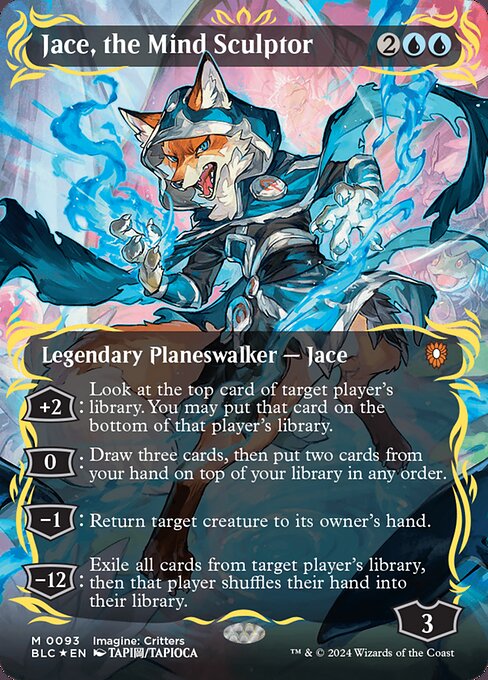 Jace, the Mind Sculptor 2
Legendary Planeswalker — Jace
+2: Look at the top card of target player's
library. You may put that card on the
bottom of that player's library.
0: Draw three cards, then put two cards from
your hand on top of your library in any order.
−1: Return target creature to its owner's hand.
−12: Exile all cards from target player's library,
then that player shuffles their hand into
their library.
3
M 0093 Imagine: Critters
BLC ★ EN TAPI岡/TAPIOCA
™ & © 2024 Wizards of the Coast